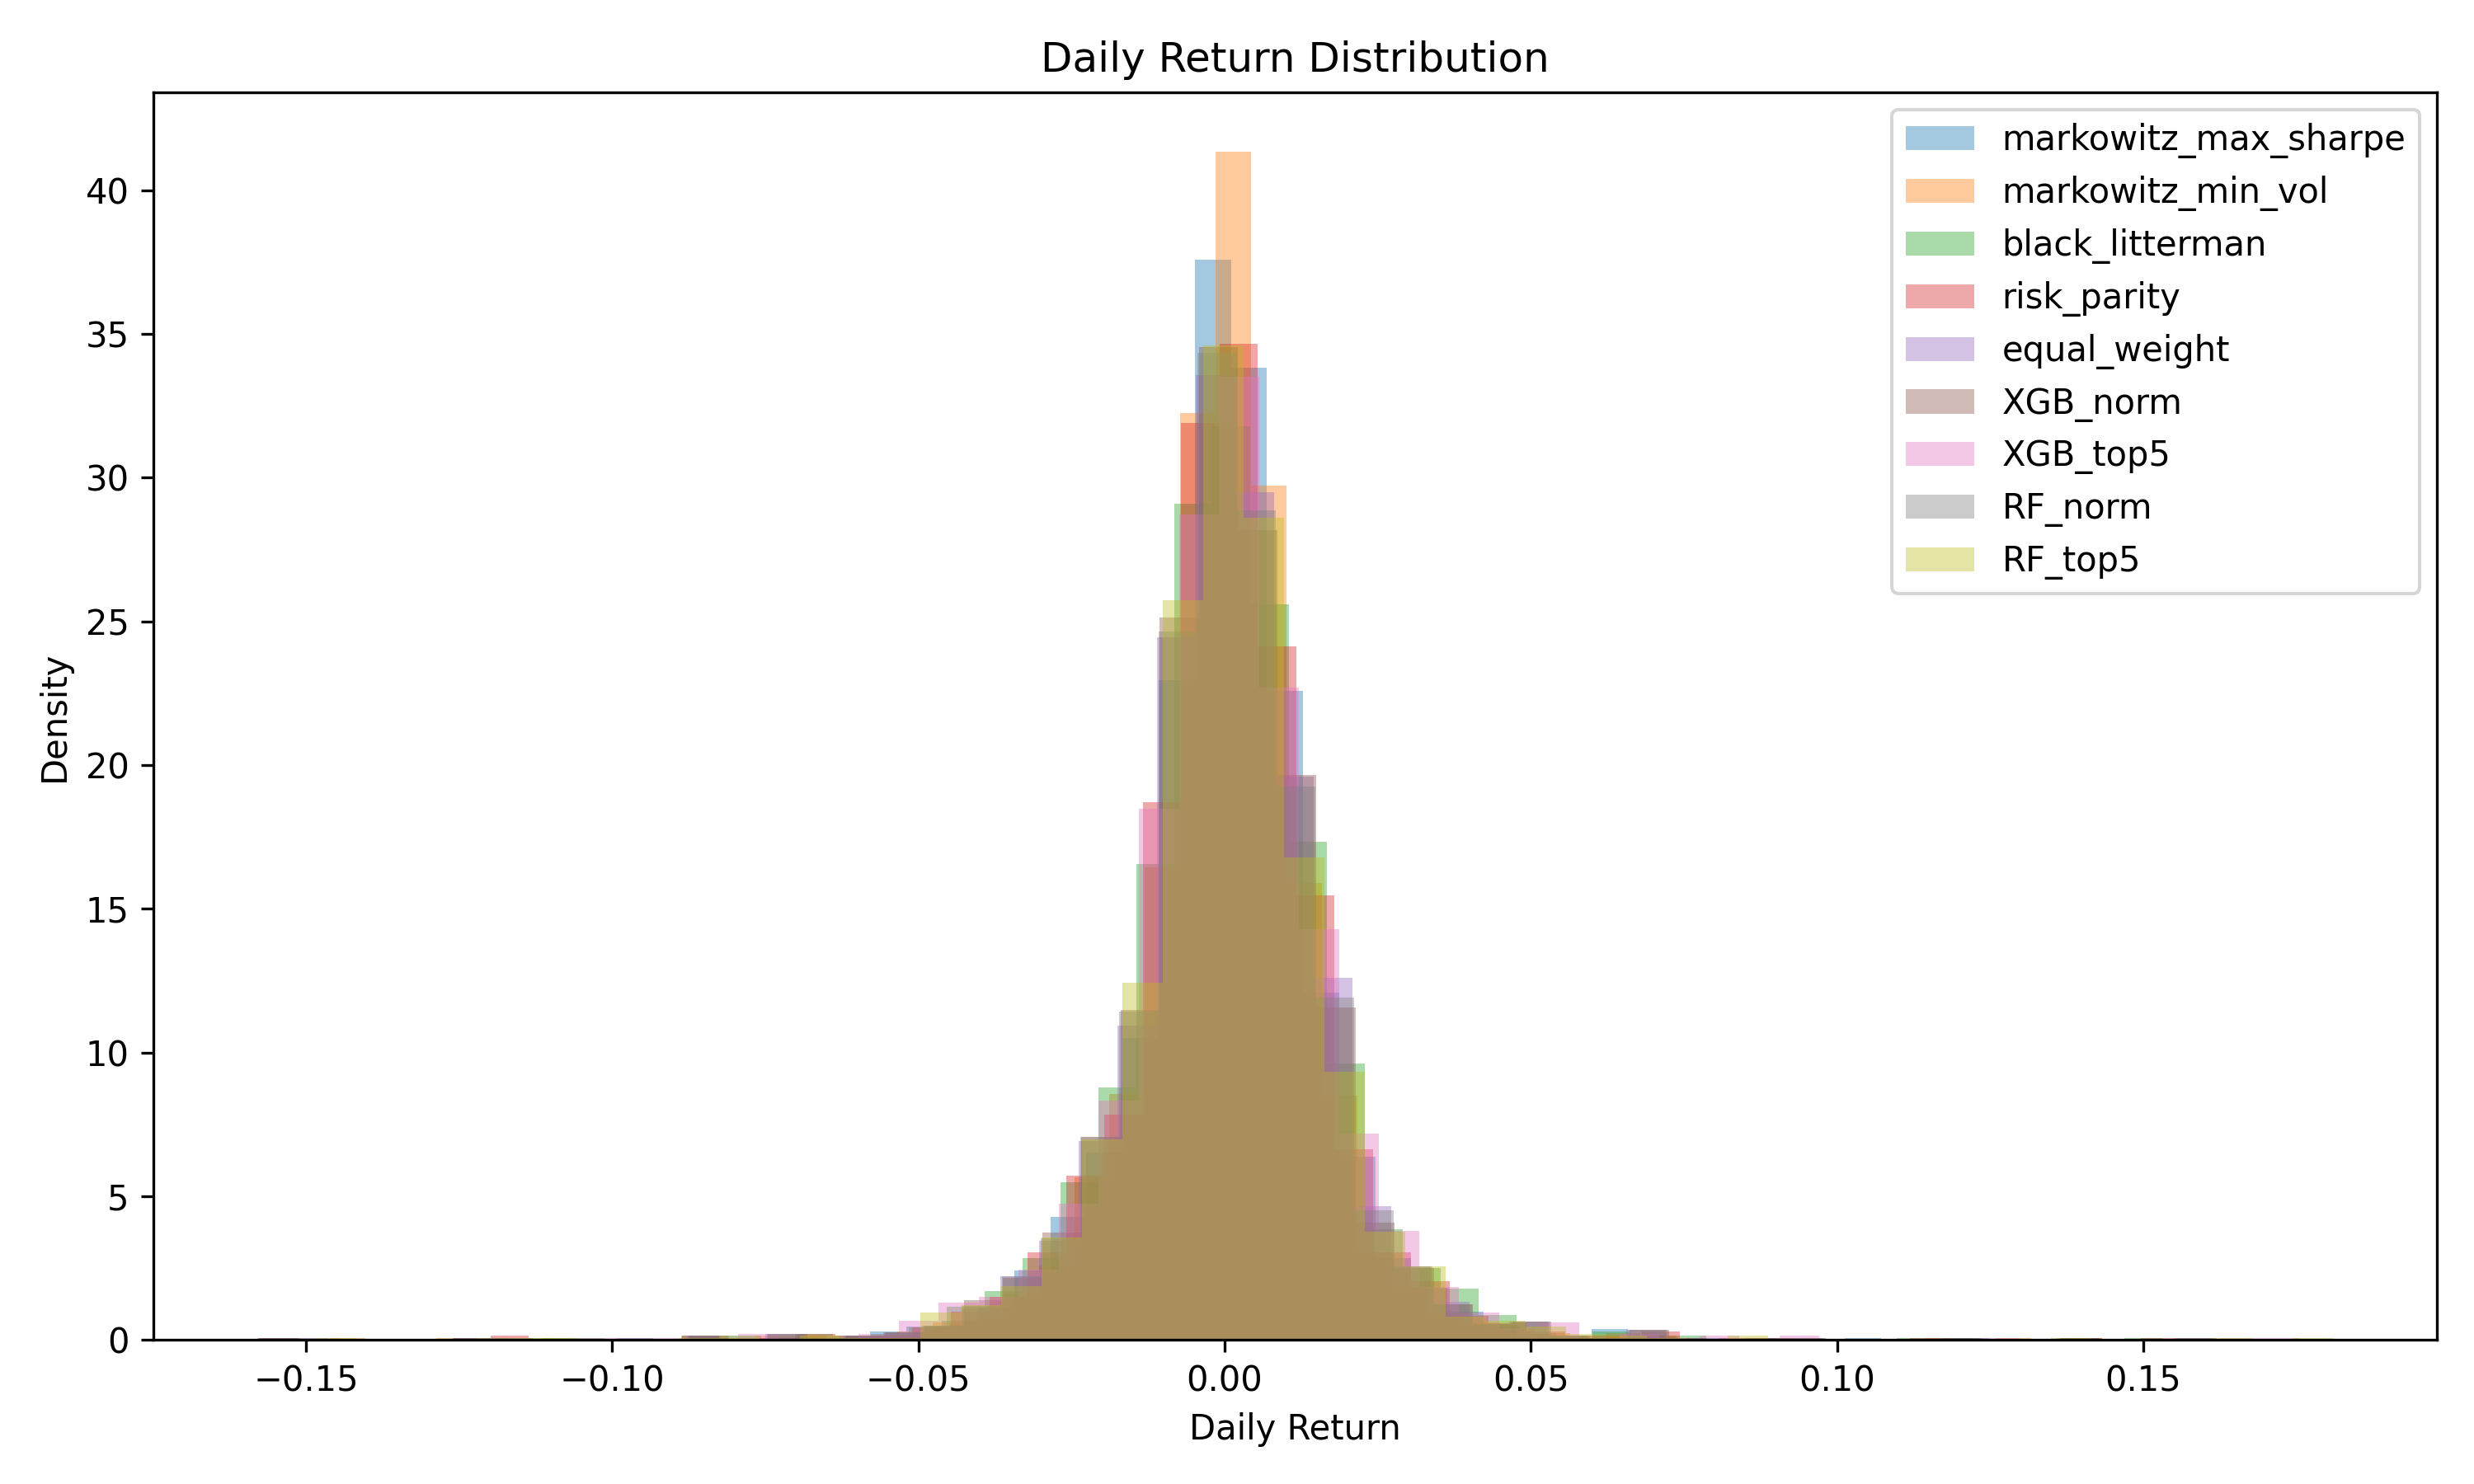 Daily Return Distribution
markowitz_max_sharpe
markowitz_min_vol
black_litterman
risk_parity
equal_weight
XGB_norm
XGB_top5
RF_norm
RF_top5
Density
40
35
30
25
20
15
10
5
0
−0.15 −0.10 −0.05 0.00 0.05 0.10 0.15
Daily Return